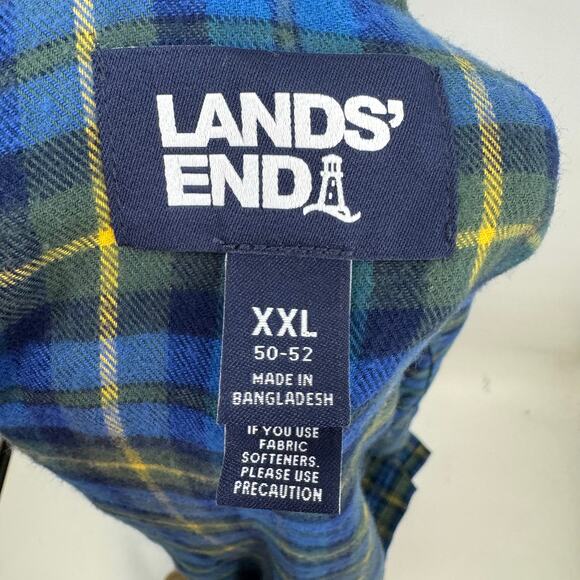 LANDS'
END
XXL
50-52
MADE IN
BANGLADESH
IF YOU USE
FABRIC
SOFTENERS.
PLEASE USE
PRECAUTION